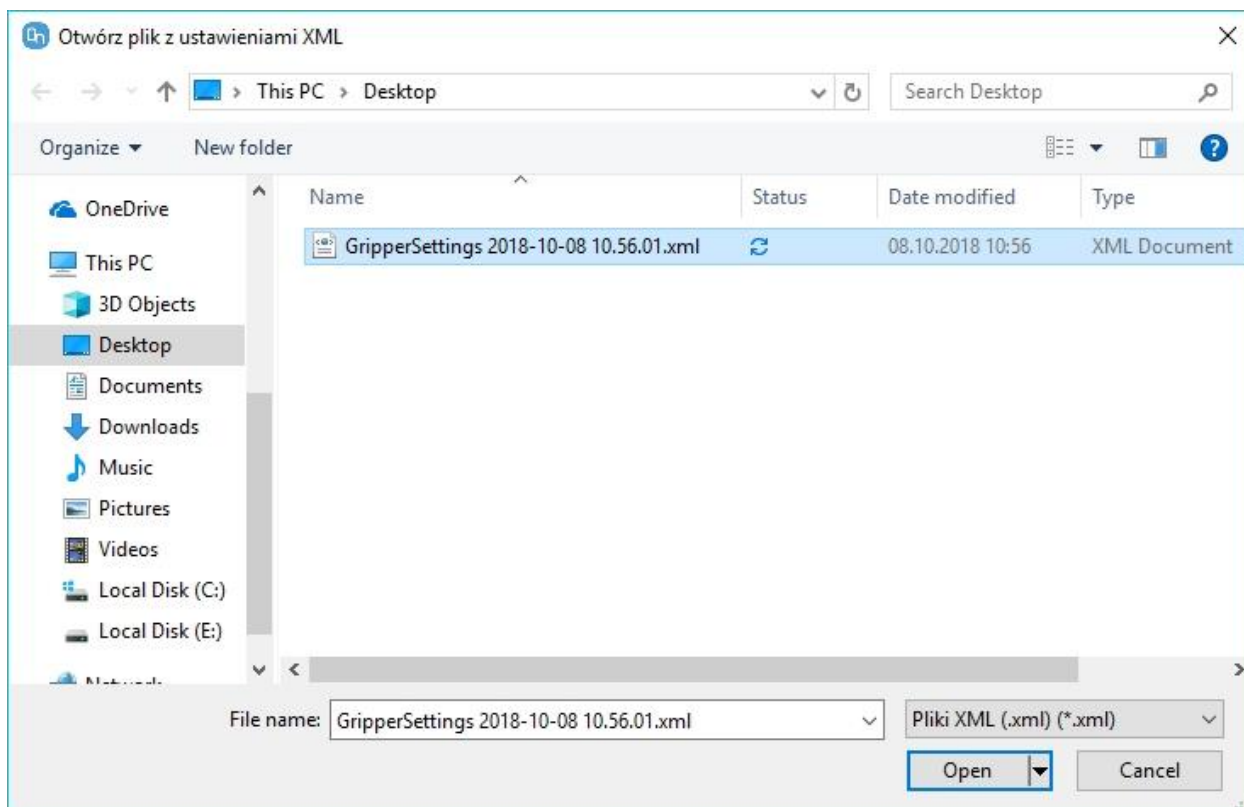 Otwórz plik z ustawieniami XML
This PC > Desktop
Search Desktop
Organize
New folder
Name
Status
Date modified
Type
OneDrive
GripperSettings 2018-10-08 10.56.01.xml
08.10.2018 10:56
XML Document
This PC
3D Objects
Desktop
Documents
Downloads
Music
Pictures
Videos
Local Disk (C:)
Local Disk (E:)
Network
File name:
GripperSettings 2018-10-08 10.56.01.xml
Pliki XML (.xml) (*.xml)
Open
Cancel